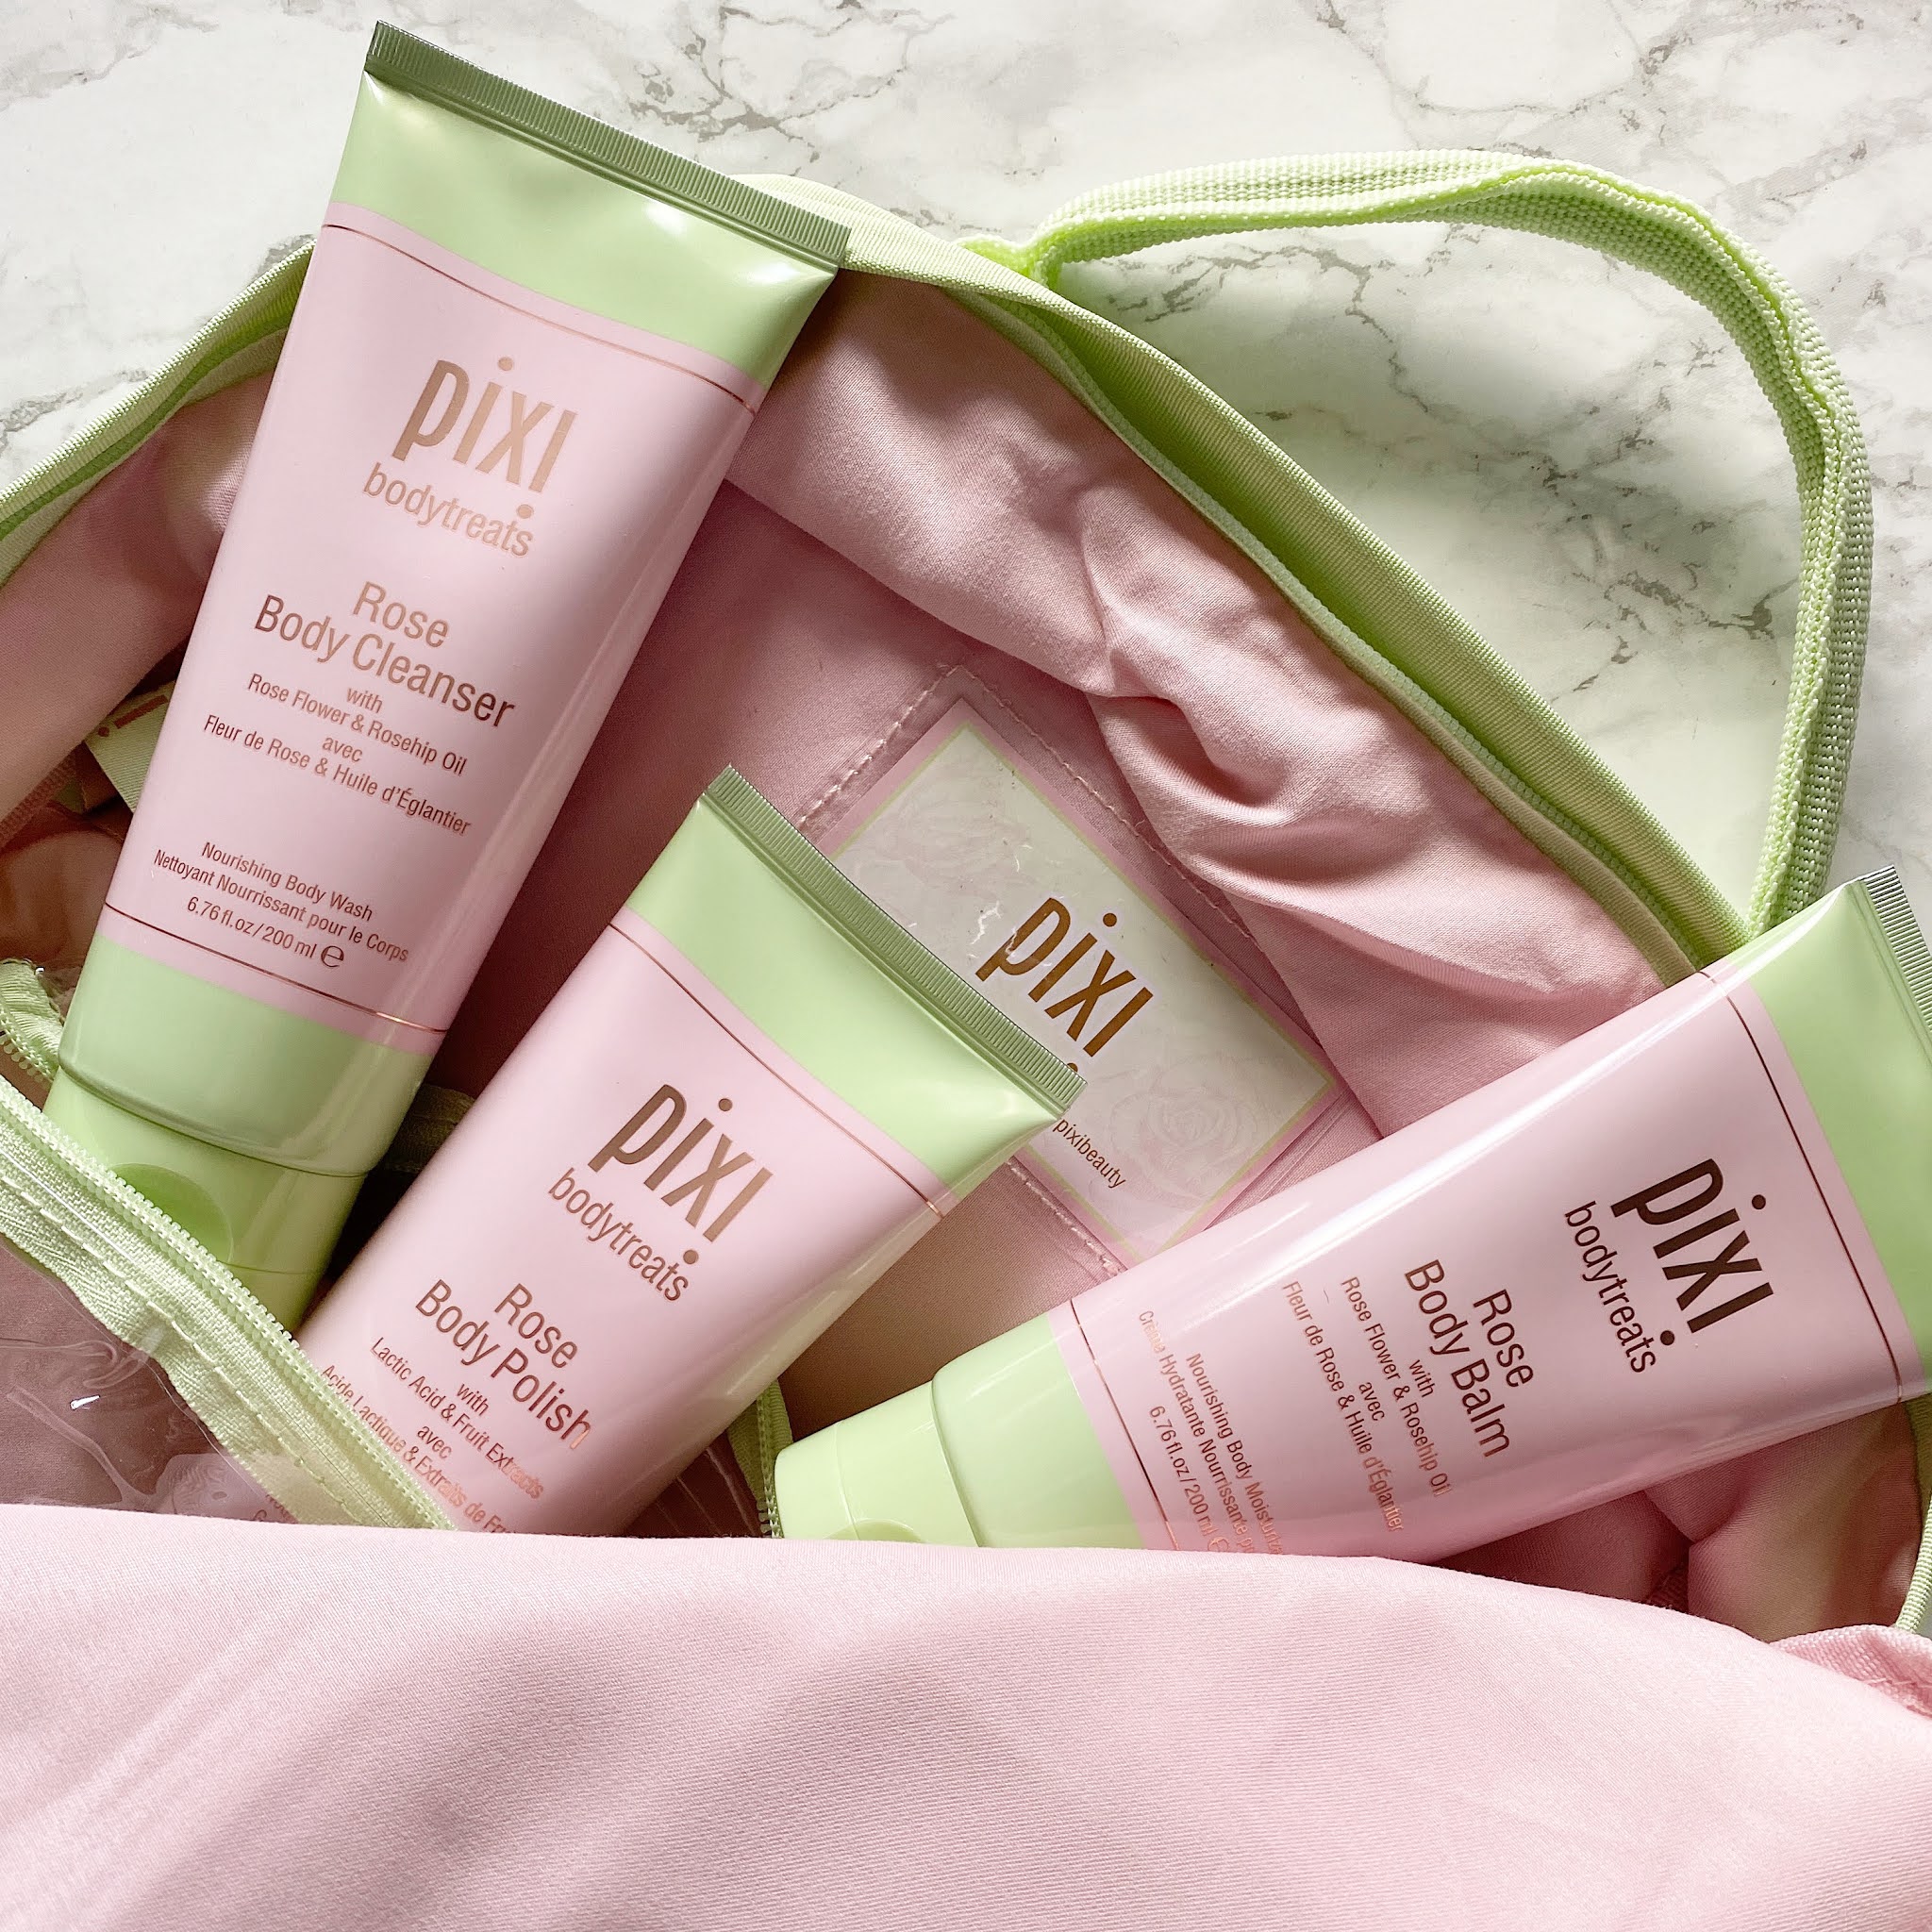 pixi
bodytreats
Rose
Body Cleanser
with
Rose Flower & Rosehip Oil
avec
Fleur de Rose & Huile d'Églantier
Nourishing Body Wash
Nettoyant Nourrissant pour le Corps
6.76 fl.oz / 200 ml ℮
pixi
bodytreats
Rose
Body Polish
with
Lactic Acid & Fruit Extracts
avec
Acide Lactique & Extraits de
pixi
pixibeauty
pixi
bodytreats
Rose
Body Balm
with
Rose Flower & Rosehip Oil
avec
Fleur de Rose & Huile d'Églantier
Nourishing Body
Crème Hydratante Nourrissante
6.76 fl.oz / 200 ml